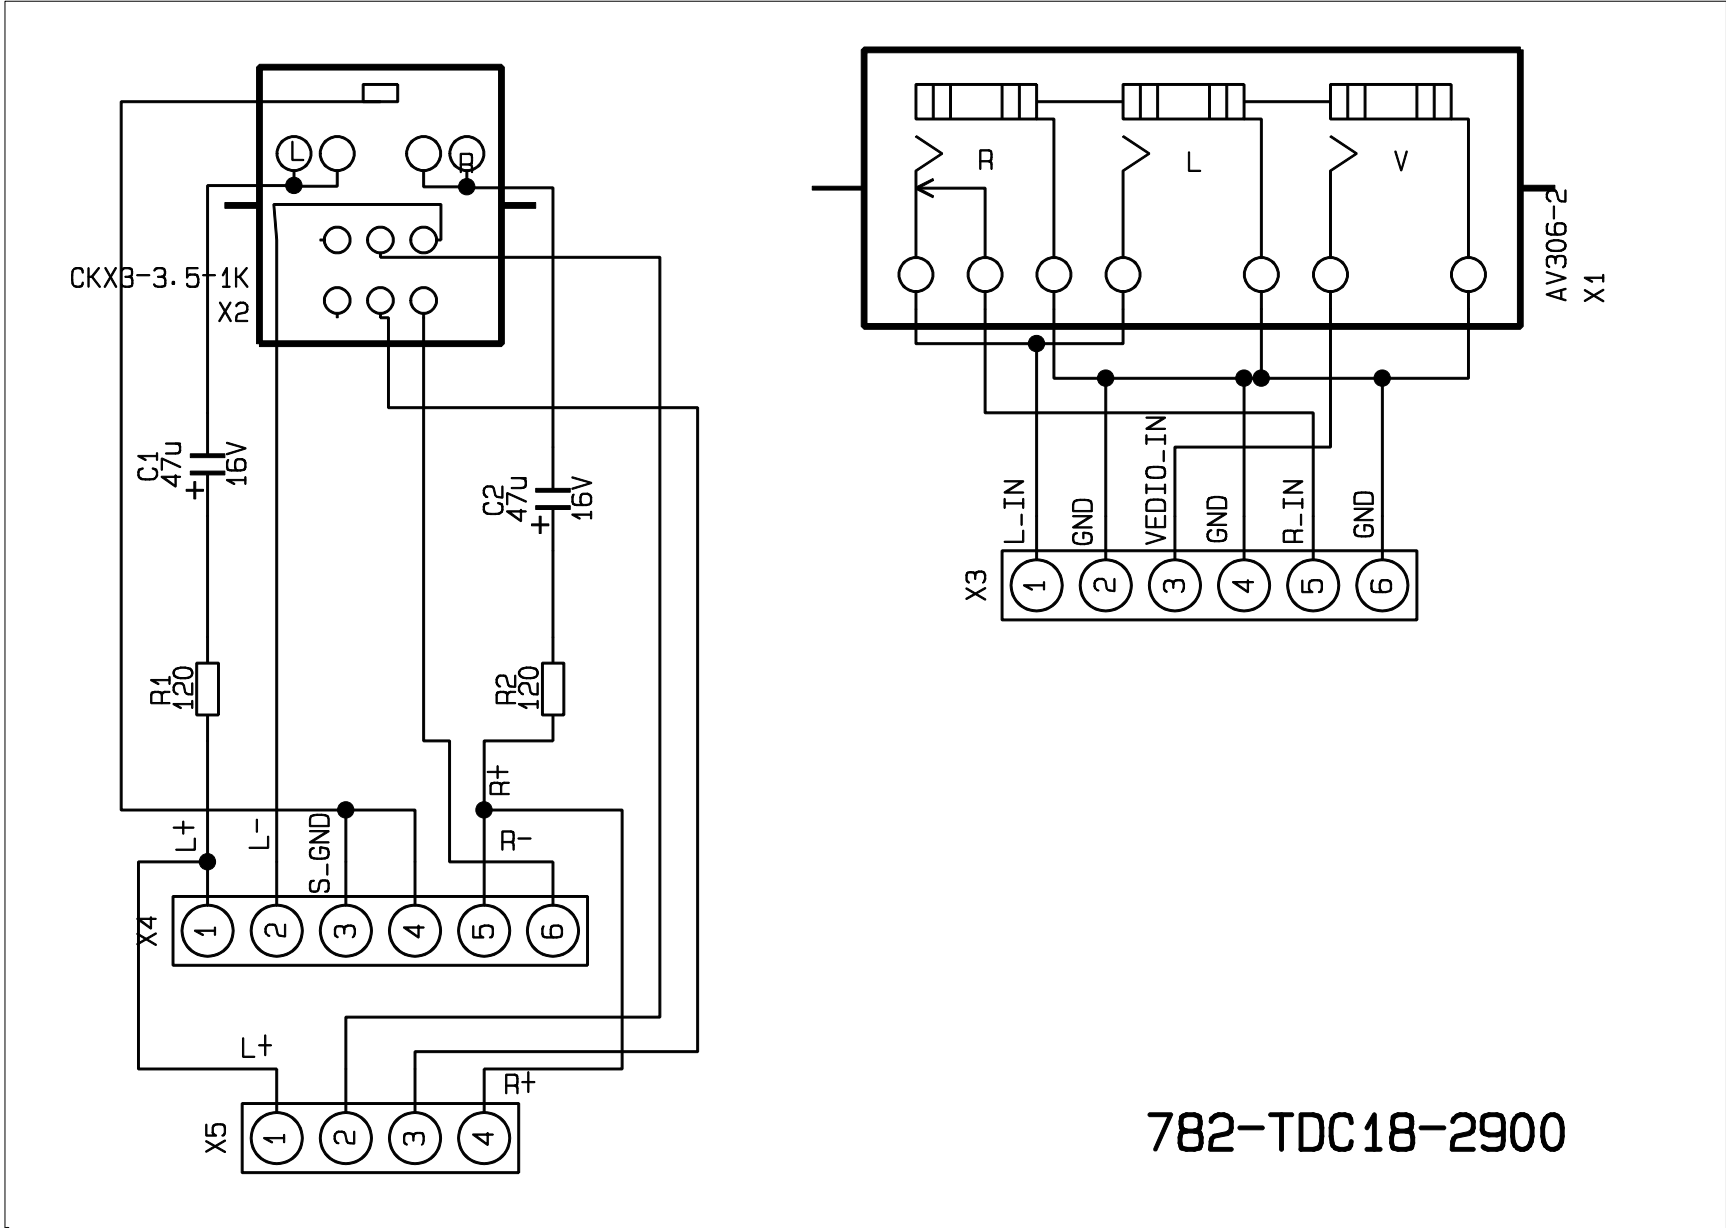 L
R
CKX3-3.5-1K
X2
C1
47u
16V
C2
47u
16V
R1
120
R2
120
L+
L-
S_GND
R+
R-
X4
1
2
3
4
5
6
L+
R+
X5
1
2
3
4
R
L
V
AV306-2
X1
L-IN
GND
VEDIO_IN
GND
R_IN
GND
X3
1
2
3
4
5
6
782-TDC18-2900